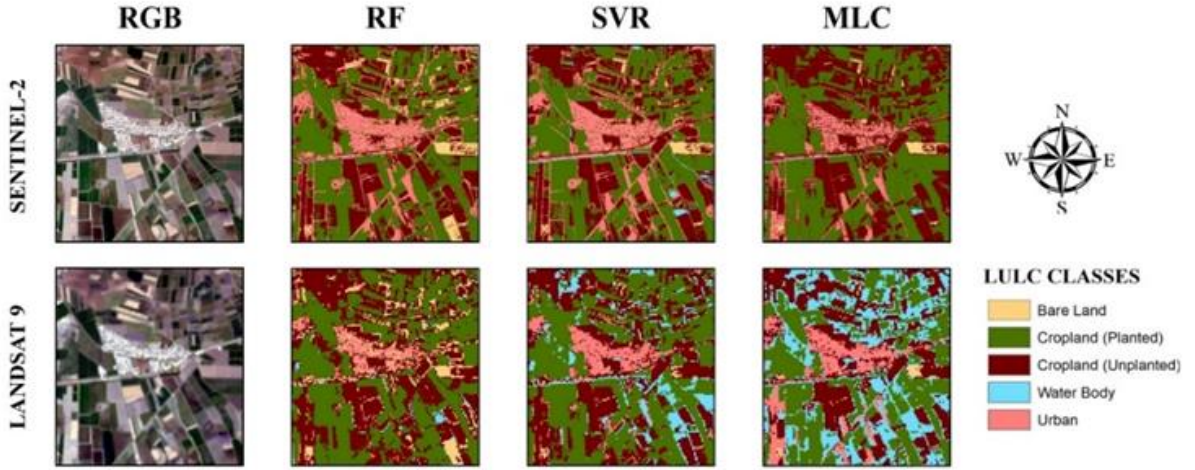 RGB
RF
SVR
MLC
SENTINEL-2
N
W
E
S
LANDSAT 9
LULC CLASSES
Bare Land
Cropland (Planted)
Cropland (Unplanted)
Water Body
Urban